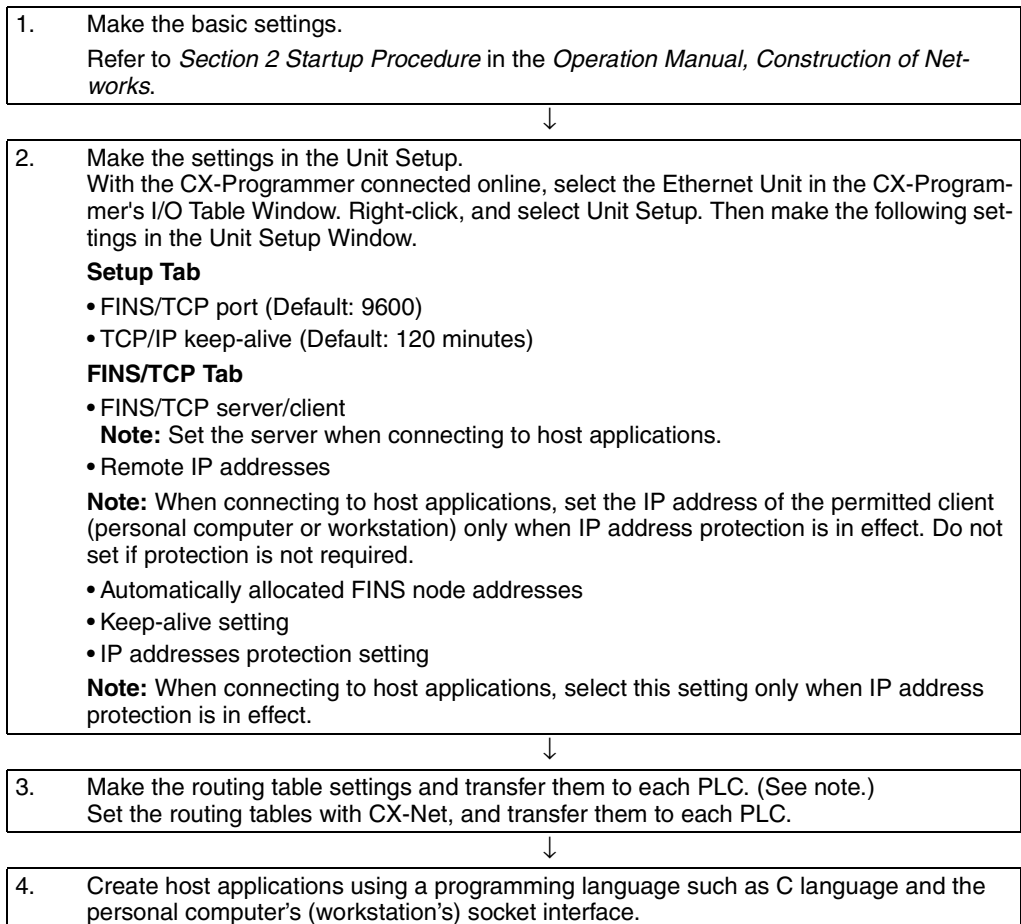 1. Make the basic settings.
Refer to Section 2 Startup Procedure in the Operation Manual, Construction of Net-
works.
↓
2. Make the settings in the Unit Setup.
With the CX-Programmer connected online, select the Ethernet Unit in the CX-Program-
mer's I/O Table Window. Right-click, and select Unit Setup. Then make the following set-
tings in the Unit Setup Window.
Setup Tab
• FINS/TCP port (Default: 9600)
• TCP/IP keep-alive (Default: 120 minutes)
FINS/TCP Tab
• FINS/TCP server/client
Note: Set the server when connecting to host applications.
• Remote IP addresses
Note: When connecting to host applications, set the IP address of the permitted client
(personal computer or workstation) only when IP address protection is in effect. Do not
set if protection is not required.
• Automatically allocated FINS node addresses
• Keep-alive setting
• IP addresses protection setting
Note: When connecting to host applications, select this setting only when IP address
protection is in effect.
↓
3. Make the routing table settings and transfer them to each PLC. (See note.)
Set the routing tables with CX-Net, and transfer them to each PLC.
↓
4. Create host applications using a programming language such as C language and the
personal computer's (workstation's) socket interface.